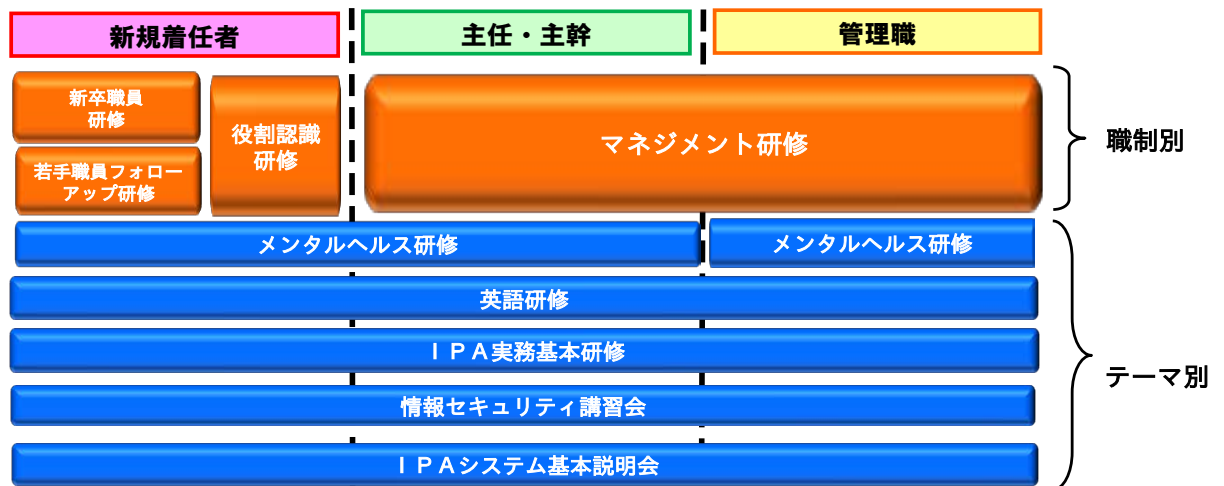 新規着任者
主任・主幹
管理職
新卒職員
研修
若手職員フォロー
アップ研修
役割認識
研修
マネジメント研修
職制別
メンタルヘルス研修
メンタルヘルス研修
英語研修
ＩＰＡ実務基本研修
情報セキュリティ講習会
ＩＰＡシステム基本説明会
テーマ別